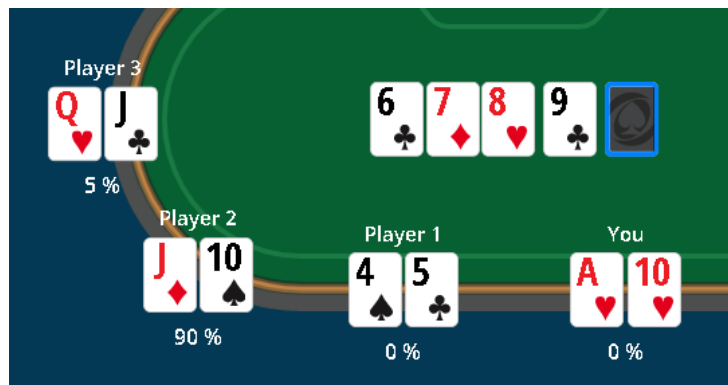 Player 3
Q J
5 %
6 7 8 9
Player 2
J 10
90 %
Player 1
4 5
0 %
You
A 10
0 %